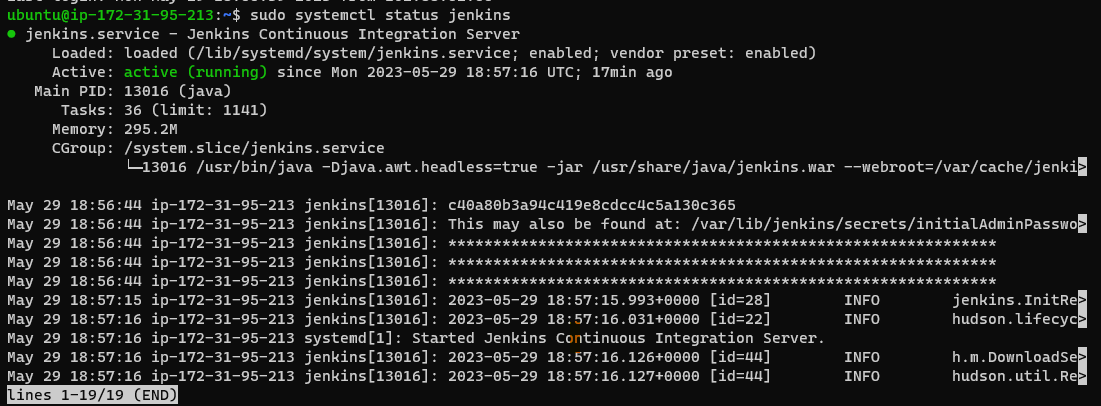 ubuntu@ip-172-31-95-213:~$ sudo systemctl status jenkins
● jenkins.service - Jenkins Continuous Integration Server
Loaded: loaded (/lib/systemd/system/jenkins.service; enabled; vendor preset: enabled)
Active: active (running) since Mon 2023-05-29 18:57:16 UTC; 17min ago
Main PID: 13016 (java)
Tasks: 36 (limit: 1141)
Memory: 295.2M
CGroup: /system.slice/jenkins.service
└─13016 /usr/bin/java -Djava.awt.headless=true -jar /usr/share/java/jenkins.war --webroot=/var/cache/jenki>
May 29 18:56:44 ip-172-31-95-213 jenkins[13016]: c40a80b3a94c419e8cdcc4c5a130c365
May 29 18:56:44 ip-172-31-95-213 jenkins[13016]: This may also be found at: /var/lib/jenkins/secrets/initialAdminPasswo>
May 29 18:56:44 ip-172-31-95-213 jenkins[13016]: *************************************************************
May 29 18:56:44 ip-172-31-95-213 jenkins[13016]: *************************************************************
May 29 18:56:44 ip-172-31-95-213 jenkins[13016]: *************************************************************
May 29 18:57:15 ip-172-31-95-213 jenkins[13016]: 2023-05-29 18:57:15.993+0000 [id=28] INFO jenkins.InitRe>
May 29 18:57:16 ip-172-31-95-213 jenkins[13016]: 2023-05-29 18:57:16.031+0000 [id=22] INFO hudson.lifecyc>
May 29 18:57:16 ip-172-31-95-213 systemd[1]: Started Jenkins Continuous Integration Server.
May 29 18:57:16 ip-172-31-95-213 jenkins[13016]: 2023-05-29 18:57:16.126+0000 [id=44] INFO h.m.DownloadSe>
May 29 18:57:16 ip-172-31-95-213 jenkins[13016]: 2023-05-29 18:57:16.127+0000 [id=44] INFO hudson.util.Re>
lines 1-19/19 (END)